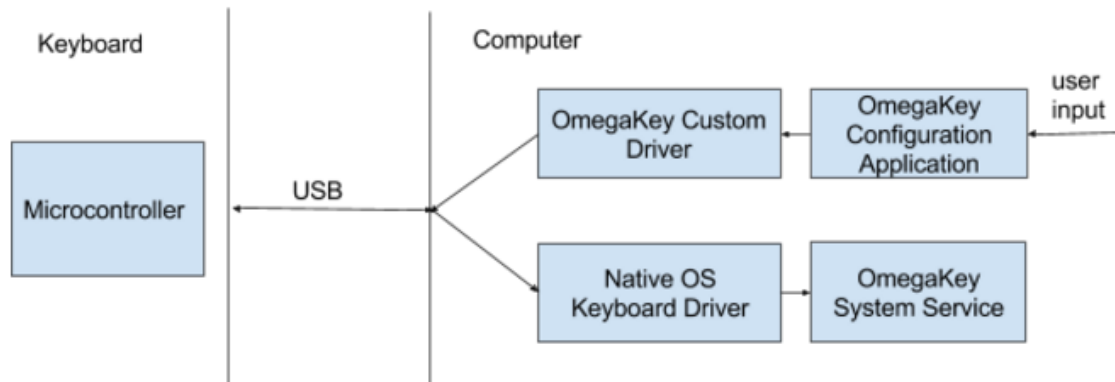 Keyboard
Computer
user
input
OmegaKey Custom
Driver
OmegaKey
Configuration
Application
Microcontroller
USB
Native OS
Keyboard Driver
OmegaKey
System Service